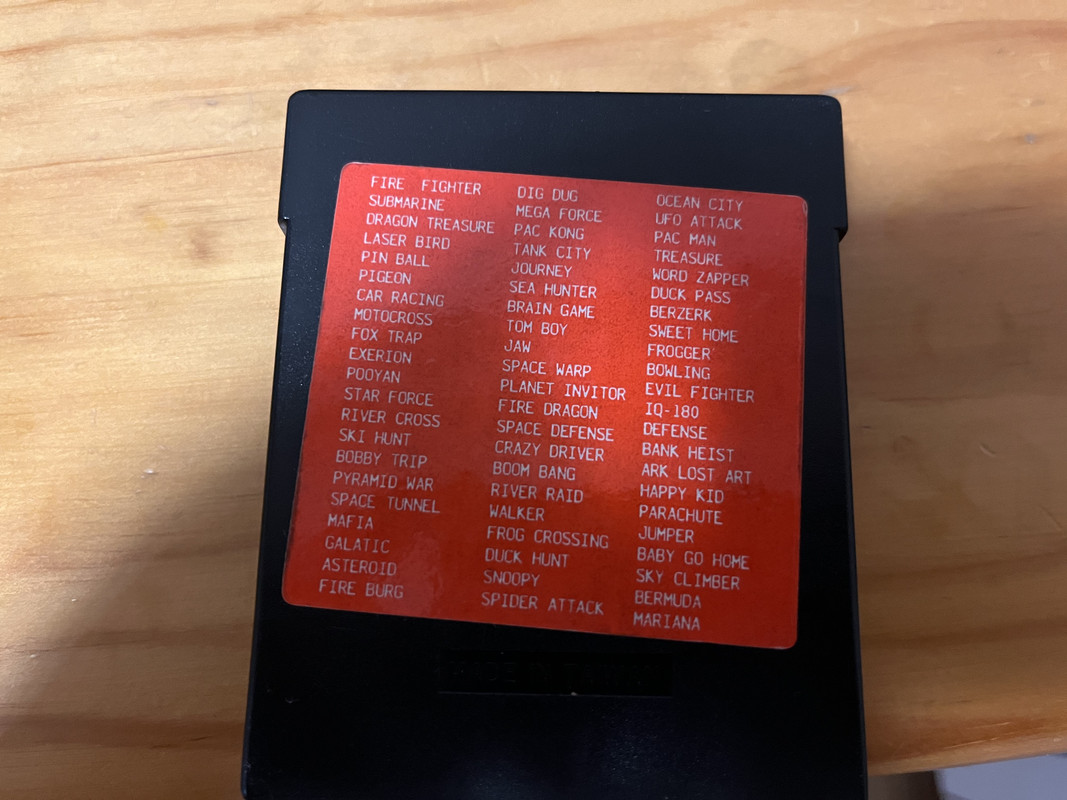 FIRE FIGHTER
SUBMARINE
DRAGON TREASURE
LASER BIRD
PIN BALL
PIGEON
CAR RACING
MOTOCROSS
FOX TRAP
EXERION
POOYAN
STAR FORCE
RIVER CROSS
SKI HUNT
BOBBY TRIP
PYRAMID WAR
SPACE TUNNEL
MAFIA
GALATIC
ASTEROID
FIRE BURG
DIG DUG
MEGA FORCE
PAC KONG
TANK CITY
JOURNEY
SEA HUNTER
BRAIN GAME
TOM BOY
JAW
SPACE WARP
PLANET INVITOR
FIRE DRAGON
SPACE DEFENSE
CRAZY DRIVER
BOOM BANG
RIVER RAID
WALKER
FROG CROSSING
DUCK HUNT
SNOOPY
SPIDER ATTACK
OCEAN CITY
UFO ATTACK
PAC MAN
TREASURE
WORD ZAPPER
DUCK PASS
BERZERK
SWEET HOME
FROGGER
BOWLING
EVIL FIGHTER
IQ-180
DEFENSE
BANK HEIST
ARK LOST ART
HAPPY KID
PARACHUTE
JUMPER
BABY GO HOME
SKY CLIMBER
BERMUDA
MARIANA